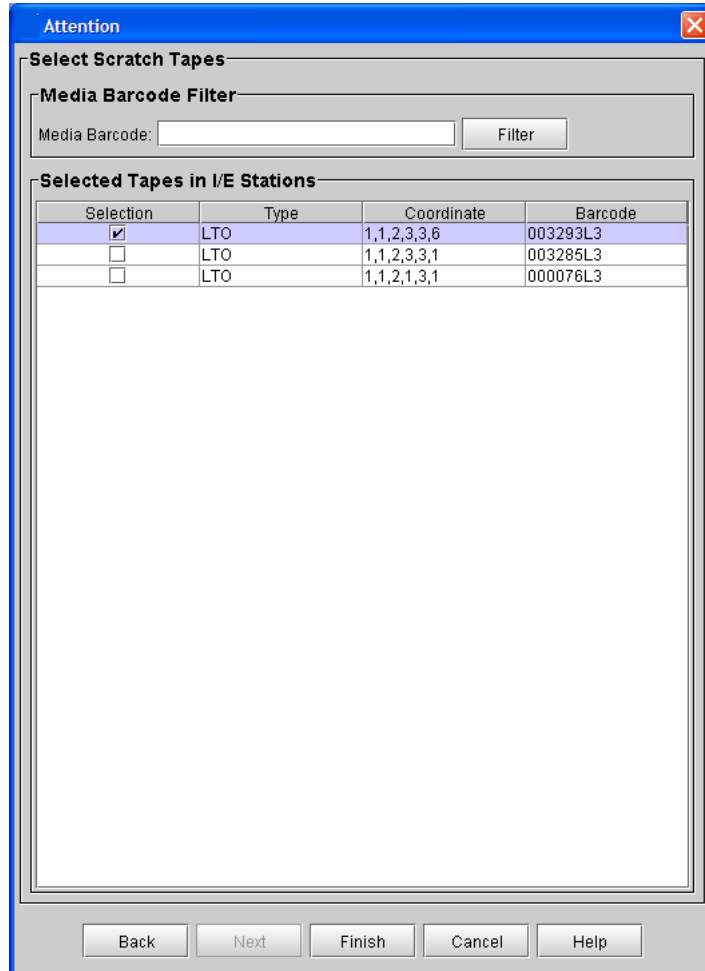 Attention
Select Scratch Tapes
Media Barcode Filter
Media Barcode: Filter
Selected Tapes in I/E Stations
Selection Type Coordinate Barcode
LTO 1,1,2,3,3,6 003293L3
LTO 1,1,2,3,3,1 003285L3
LTO 1,1,2,1,3,1 000076L3
Back Next Finish Cancel Help